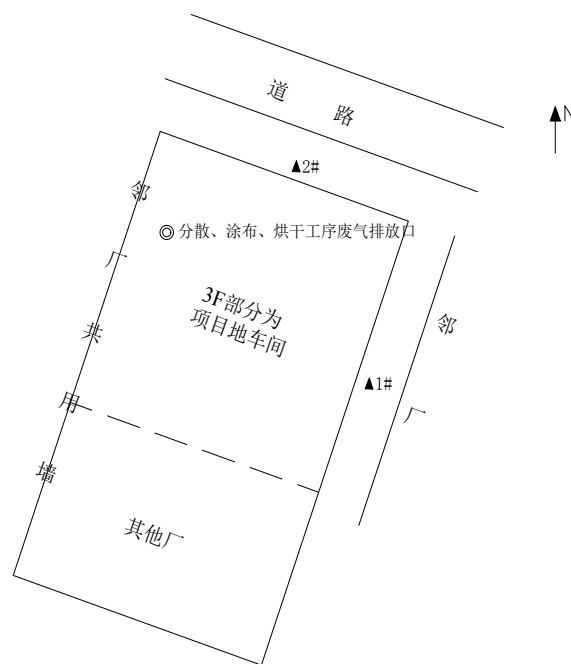 道路
N
▲2#
邻厂共用墙
◎分散、涂布、烘干工序废气排放口
3F部分为
项目地车间
邻厂
▲1#
其他厂